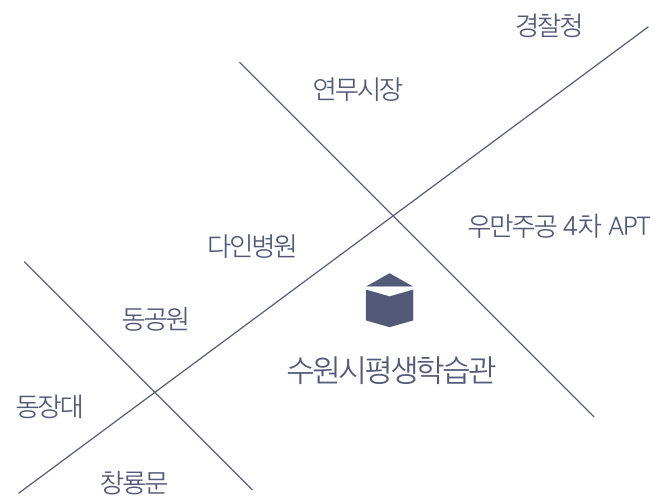 경찰청
연무시장
우만주공 4차 APT
다인병원
동공원
수원시평생학습관
동장대
창룡문